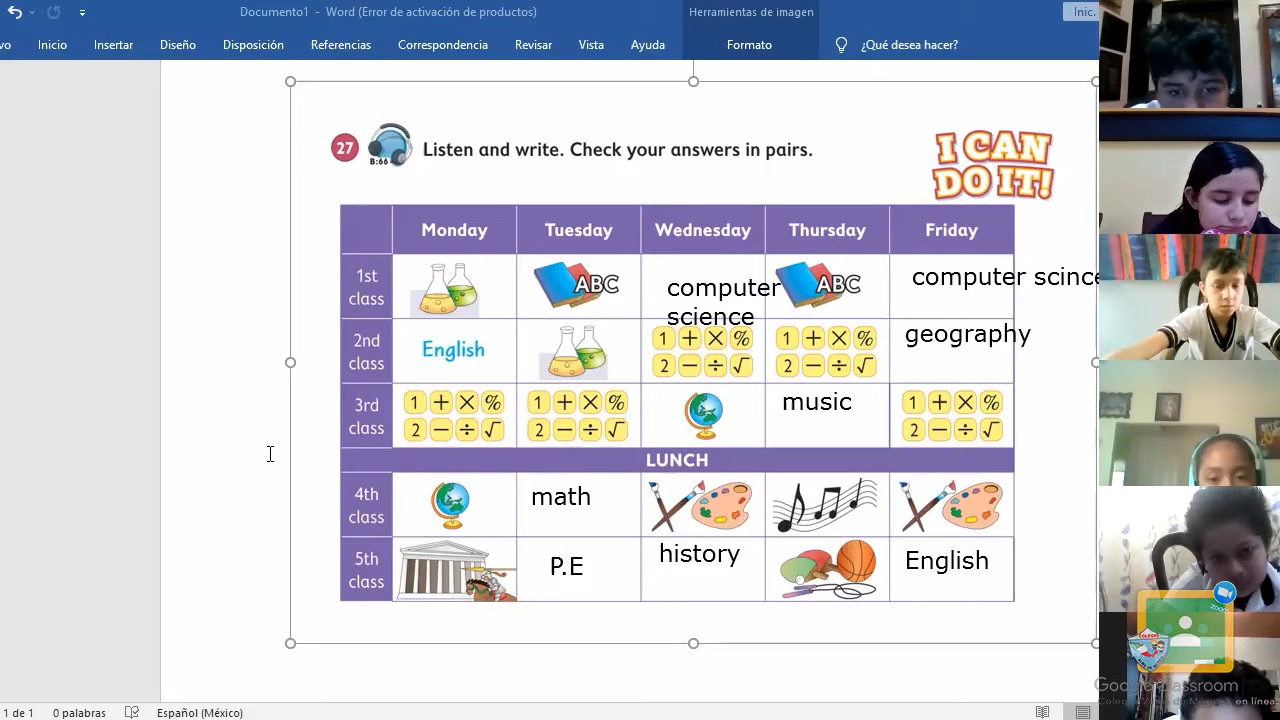 Documento1 - Word (Error de activación de productos)
Herramientas de imagen
Inic.
vo Inicio Insertar Diseño Disposición Referencias Correspondencia Revisar Vista Ayuda Formato ¿Qué desea hacer?
27 B:66 Listen and write. Check your answers in pairs.
I CAN
DO IT!
Monday Tuesday Wednesday Thursday Friday
1st
class
ABC
computer
science
ABC
computer scince
2nd
class
English
1 + × %
2 − ÷ √
1 + × %
2 − ÷ √
geography
3rd
class
1 + × %
2 − ÷ √
1 + × %
2 − ÷ √
music
1 + × %
2 − ÷ √
LUNCH
4th
class
math
5th
class
P.E
history
English
zoom
COLEGIO
Google Classroom
en línea
1 de 1 0 palabras Español (México)